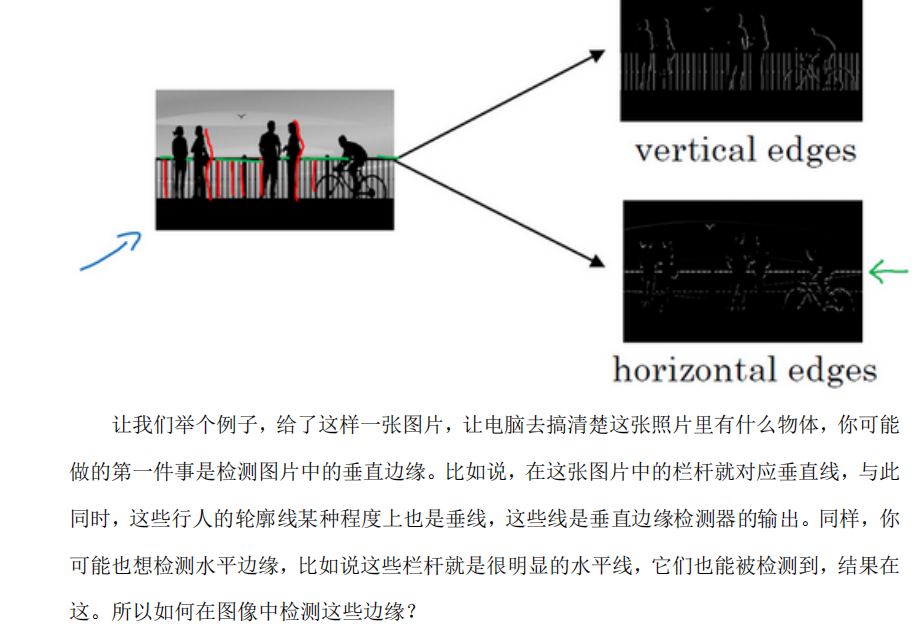 vertical edges
horizontal edges
让我们举个例子，给了这样一张图片，让电脑去搞清楚这张照片里有什么物体，你可能
做的第一件事是检测图片中的垂直边缘。比如说，在这张图片中的栏杆就对应垂直线，与此
同时，这些行人的轮廓线某种程度上也是垂线，这些线是垂直边缘检测器的输出。同样，你
可能也想检测水平边缘，比如说这些栏杆就是很明显的水平线，它们也能被检测到，结果在
这。所以如何在图像中检测这些边缘？